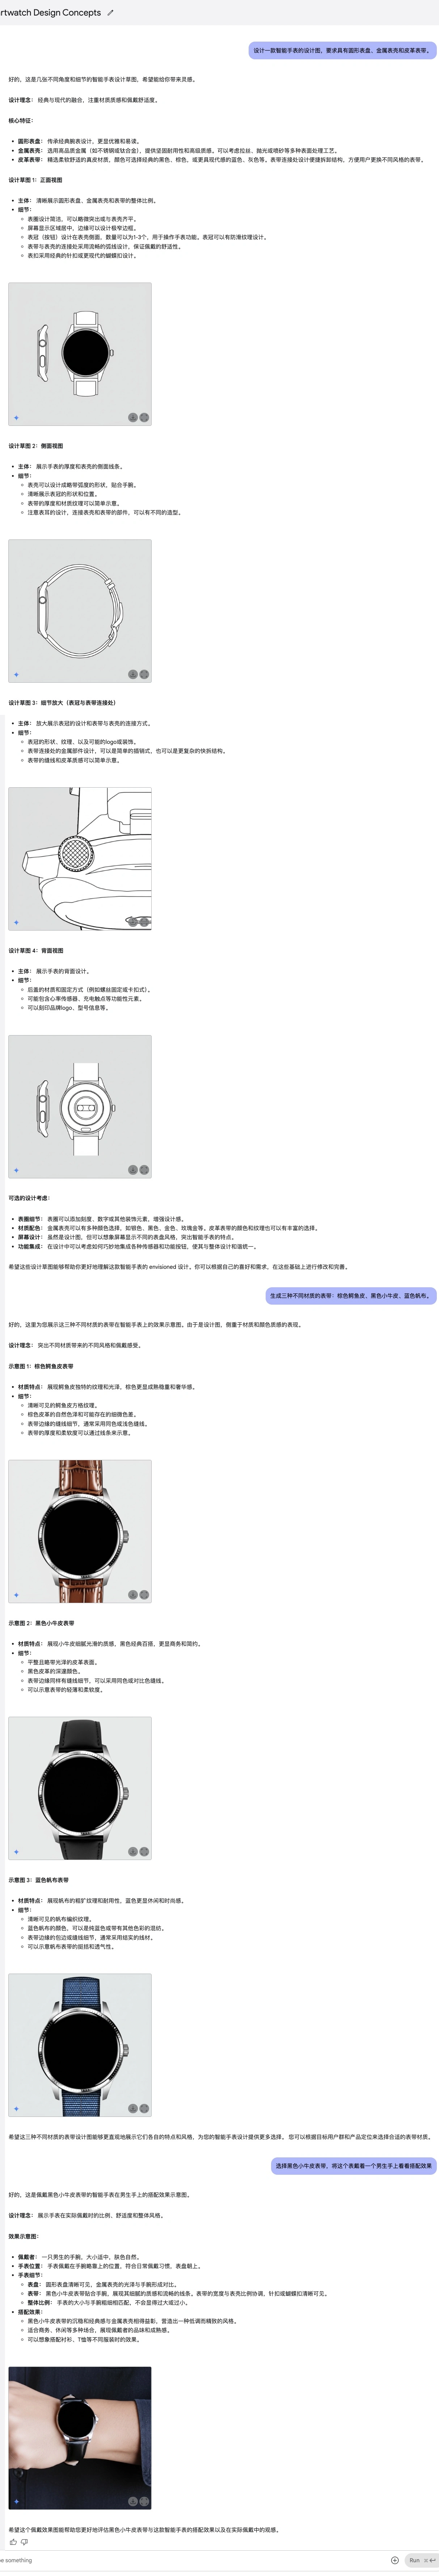 rtwatch Design Concepts
设计一款智能手表的设计图，要求具有圆形表盘、金属表壳和皮革表带。
好的，这是几张不同角度和细节的智能手表设计草图，希望能给你带来灵感。
设计理念： 经典与现代的融合，注重材质质感和佩戴舒适度。
核心特征：
圆形表盘： 传承经典腕表设计，更显优雅和易读。
金属表壳： 选用高品质金属（如不锈钢或钛合金），提供坚固耐用性和高级质感。可以考虑拉丝、抛光或喷砂等多种表面处理工艺。
皮革表带： 精选柔软舒适的真皮材质，颜色可选择经典的黑色、棕色，或更具现代感的蓝色、灰色等。表带连接处设计便捷拆卸结构，方便用户更换不同风格的表带。
设计草图 1：正面视图
主体： 清晰展示圆形表盘、金属表壳和表带的整体比例。
细节：
表圈设计简洁，可以略微突出或与表壳齐平。
屏幕显示区域居中，边缘可以设计极窄边框。
表冠（按钮）设计在表壳侧面，数量可以为1-3个，用于操作手表功能。表冠可以有防滑纹理设计。
表带与表壳的连接处采用流畅的弧线设计，保证佩戴的舒适性。
表扣采用经典的针扣或更现代的蝴蝶扣设计。
设计草图 2：侧面视图
主体： 展示手表的厚度和表壳的侧面线条。
细节：
表壳可以设计成略带弧度的形状，贴合手腕。
清晰展示表冠的形状和位置。
表带的厚度和材质纹理可以简单示意。
注意表耳的设计，连接表壳和表带的部件，可以有不同的造型。
设计草图 3：细节放大（表冠与表带连接处）
主体： 放大展示表冠的设计和表带与表壳的连接方式。
细节：
表冠的形状、纹理，以及可能的logo或装饰。
表带连接处的金属部件设计，可以是简单的插销式，也可以是更复杂的快拆结构。
表带的缝线和皮革质感可以简单示意。
设计草图 4：背面视图
主体： 展示手表的背面设计。
细节：
后盖的材质和固定方式（例如螺丝固定或卡扣式）。
可能包含心率传感器、充电触点等功能性元素。
可以刻印品牌logo、型号信息等。
可选的设计考虑：
表圈细节： 表圈可以添加刻度、数字或其他装饰元素，增强设计感。
材质配色： 金属表壳可以有多种颜色选择，如银色、黑色、金色、玫瑰金等。皮革表带的颜色和纹理也可以有丰富的选择。
屏幕设计： 虽然是设计图，但可以想象屏幕显示不同的表盘风格，突出智能手表的特点。
功能集成： 在设计中可以考虑如何巧妙地集成各种传感器和功能按钮，使其与整体设计和谐统一。
希望这些设计草图能够帮助你更好地理解这款智能手表的 envisioned 设计。你可以根据自己的喜好和需求，在这些基础上进行修改和完善。
生成三种不同材质的表带：棕色鳄鱼皮、黑色小牛皮、蓝色帆布。
好的，这里为您展示这三种不同材质的表带在智能手表上的效果示意图。由于是设计图，侧重于材质和颜色质感的表现。
设计理念： 突出不同材质带来的不同风格和佩戴感受。
示意图 1：棕色鳄鱼皮表带
材质特点： 展现鳄鱼皮独特的纹理和光泽，棕色更显成熟稳重和奢华感。
细节：
清晰可见的鳄鱼皮方格纹理。
棕色皮革的自然色泽和可能存在的细微色差。
表带边缘的缝线细节，通常采用同色或浅色缝线。
表带的厚度和柔软度可以通过线条来示意。
示意图 2：黑色小牛皮表带
材质特点： 展现小牛皮细腻光滑的质感，黑色经典百搭，更显商务和简约。
细节：
平整且略带光泽的皮革表面。
黑色皮革的深邃颜色。
表带边缘同样有缝线细节，可以采用同色或对比色缝线。
可以示意表带的轻薄和柔软度。
示意图 3：蓝色帆布表带
材质特点： 展现帆布的粗犷纹理和耐用性，蓝色更显休闲和时尚感。
细节：
清晰可见的帆布编织纹理。
蓝色帆布的颜色，可以是纯蓝色或带有其他色彩的混纺。
表带边缘的包边或缝线细节，通常采用结实的线材。
可以示意帆布表带的挺括和透气性。
希望这三种不同材质的表带设计图能够更直观地展示它们各自的特点和风格，为您的智能手表设计提供更多选择。 您可以根据目标用户群和产品定位来选择合适的表带材质。
选择黑色小牛皮表带，将这个表戴着一个男生手上看着搭配效果
好的，这是佩戴黑色小牛皮表带的智能手表在男生手上的搭配效果示意图。
设计理念： 展示手表在实际佩戴时的比例、舒适度和整体风格。
效果示意图：
佩戴者： 一只男生的手腕，大小适中，肤色自然。
手表位置： 手表佩戴在手腕略靠上的位置，符合日常佩戴习惯，表盘朝上。
手表细节：
表盘： 圆形表盘清晰可见，金属表壳的光泽与手腕形成对比。
表带： 黑色小牛皮表带贴合手腕，展现其细腻的质感和流畅的线条。表带的宽度与表壳比例协调，针扣或蝴蝶扣清晰可见。
整体比例： 手表的大小与手腕粗细相匹配，不会显得过大或过小。
搭配效果：
黑色小牛皮表带的沉稳和经典感与金属表壳相得益彰，营造出一种低调而精致的风格。
适合商务、休闲等多种场合，展现佩戴者的品味和成熟感。
可以想象搭配衬衫、T恤等不同服装时的效果。
希望这个佩戴效果图能帮助您更好地评估黑色小牛皮表带与这款智能手表的搭配效果以及在实际佩戴中的观感。
e something
Run